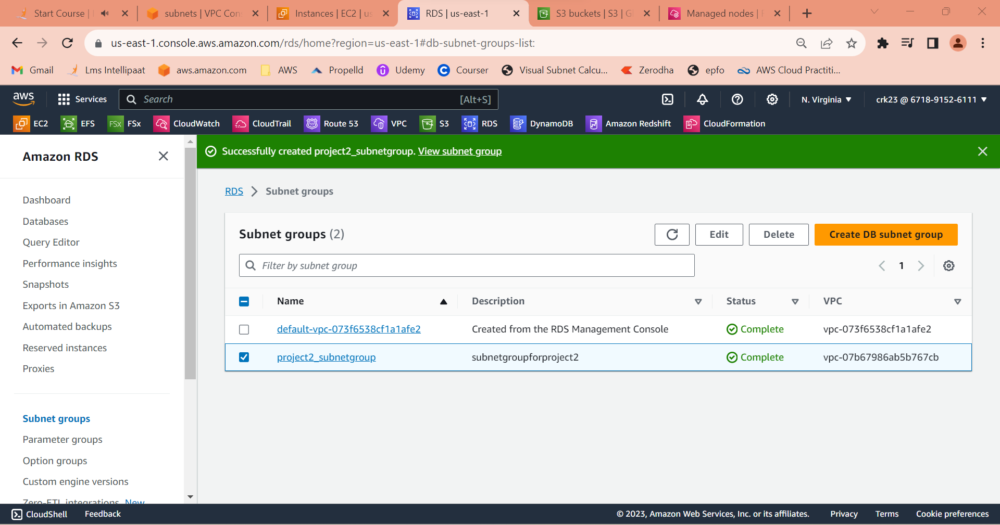 Start Course |
subnets | VPC Con
Instances | EC2 | us
RDS | us-east-1
S3 buckets | S3 | Gl
Managed nodes |
us-east-1.console.aws.amazon.com/rds/home?region=us-east-1#db-subnet-groups-list:
Gmail
Lms Intellipaat
aws.amazon.com
AWS
Propelld
Udemy
Courser
Visual Subnet Calcu...
Zerodha
epfo
AWS Cloud Practiti...
aws
Services
Search
[Alt+S]
N. Virginia
crk23 @ 6718-9152-6111
EC2
EFS
FSx
FSx
CloudWatch
CloudTrail
53
Route 53
VPC
S3
RDS
DynamoDB
Amazon Redshift
CloudFormation
Amazon RDS
Dashboard
Databases
Query Editor
Performance insights
Snapshots
Exports in Amazon S3
Automated backups
Reserved instances
Proxies
Subnet groups
Parameter groups
Option groups
Custom engine versions
Zero-ETL integrations New
Successfully created project2_subnetgroup. View subnet group
RDS
Subnet groups
Subnet groups (2)
Edit
Delete
Create DB subnet group
Filter by subnet group
1
Name
Description
Status
VPC
default-vpc-073f6538cf1a1afe2
Created from the RDS Management Console
Complete
vpc-073f6538cf1a1afe2
project2_subnetgroup
subnetgroupforproject2
Complete
vpc-07b67986ab5b767cb
CloudShell
Feedback
© 2023, Amazon Web Services, Inc. or its affiliates.
Privacy
Terms
Cookie preferences